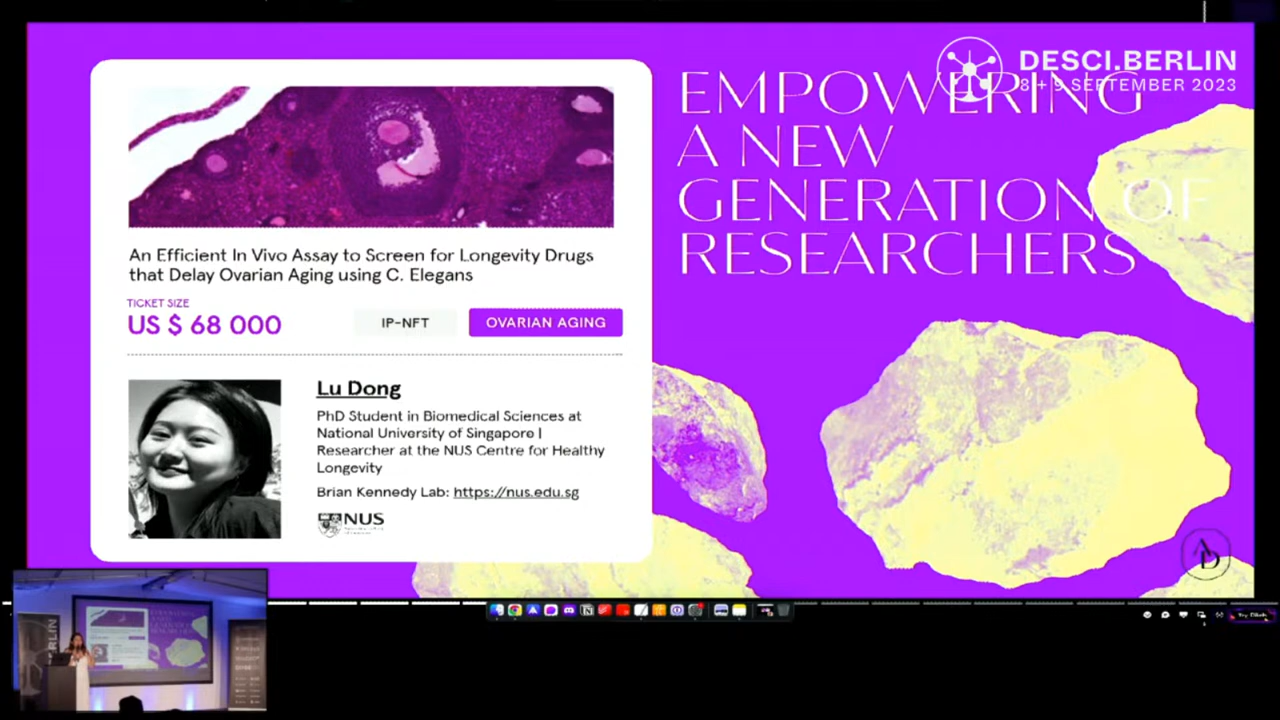 DESCI.BERLIN
8 + 9 SEPTEMBER 2023
EMPOWERING
A NEW
GENERATION OF
RESEARCHERS
An Efficient In Vivo Assay to Screen for Longevity Drugs
that Delay Ovarian Aging using C. Elegans
TICKET SIZE
US $ 68 000
IP-NFT
OVARIAN AGING
Lu Dong
PhD Student in Biomedical Sciences at
National University of Singapore |
Researcher at the NUS Centre for Healthy
Longevity
Brian Kennedy Lab: https://nus.edu.sg
NUS
AD